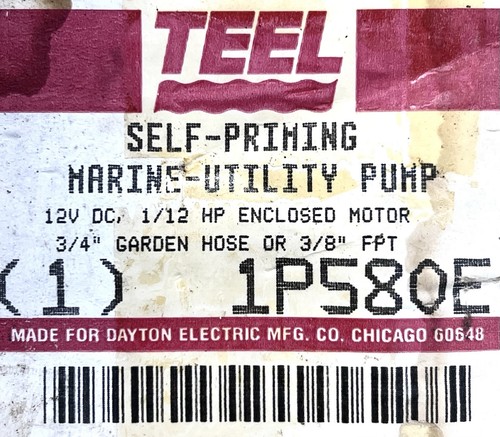 TEEL
SELF-PRIMING
MARINE-UTILITY PUMP
12V DC, 1/12 HP ENCLOSED MOTOR
3/4" GARDEN HOSE OR 3/8" FPT
(1) 1P580E
MADE FOR DAYTON ELECTRIC MFG. CO. CHICAGO 60648